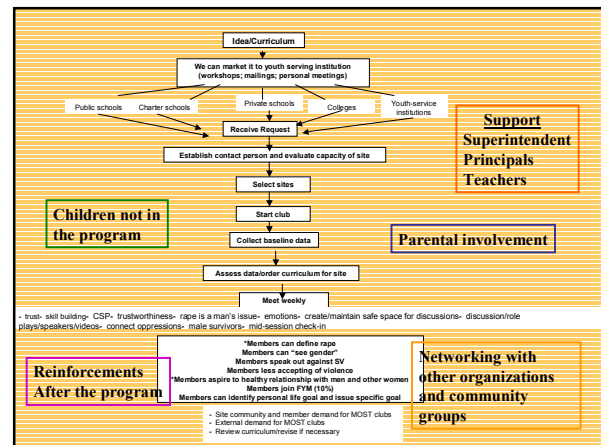 Idea/Curriculum
We can market it to youth serving institution
(workshops; mailings; personal meetings)
Public schools
Charter schools
Private schools
Colleges
Youth-service
institutions
Receive Request
Establish contact person and evaluate capacity of site
Select sites
Start club
Collect baseline data
Assess data/order curriculum for site
Meet weekly
Support
Superintendent
Principals
Teachers
Children not in
the program
Parental involvement
- trust- skill building- CSP- trustworthiness- rape is a man's issue- emotions- create/maintain safe space for discussions- discussion/role
plays/speakers/videos- connect oppressions- male survivors- mid-session check-in
*Members can define rape
Members can "see gender"
Members speak out against SV
Members less accepting of violence
*Members aspire to healthy relationship with men and other women
Members join FYM (10%)
Members can identify personal life goal and issue specific goal
Reinforcements
After the program
Networking with
other organizations
and community
groups
- Site community and member demand for MOST clubs
- External demand for MOST clubs
- Review curriculum/revise if necessary